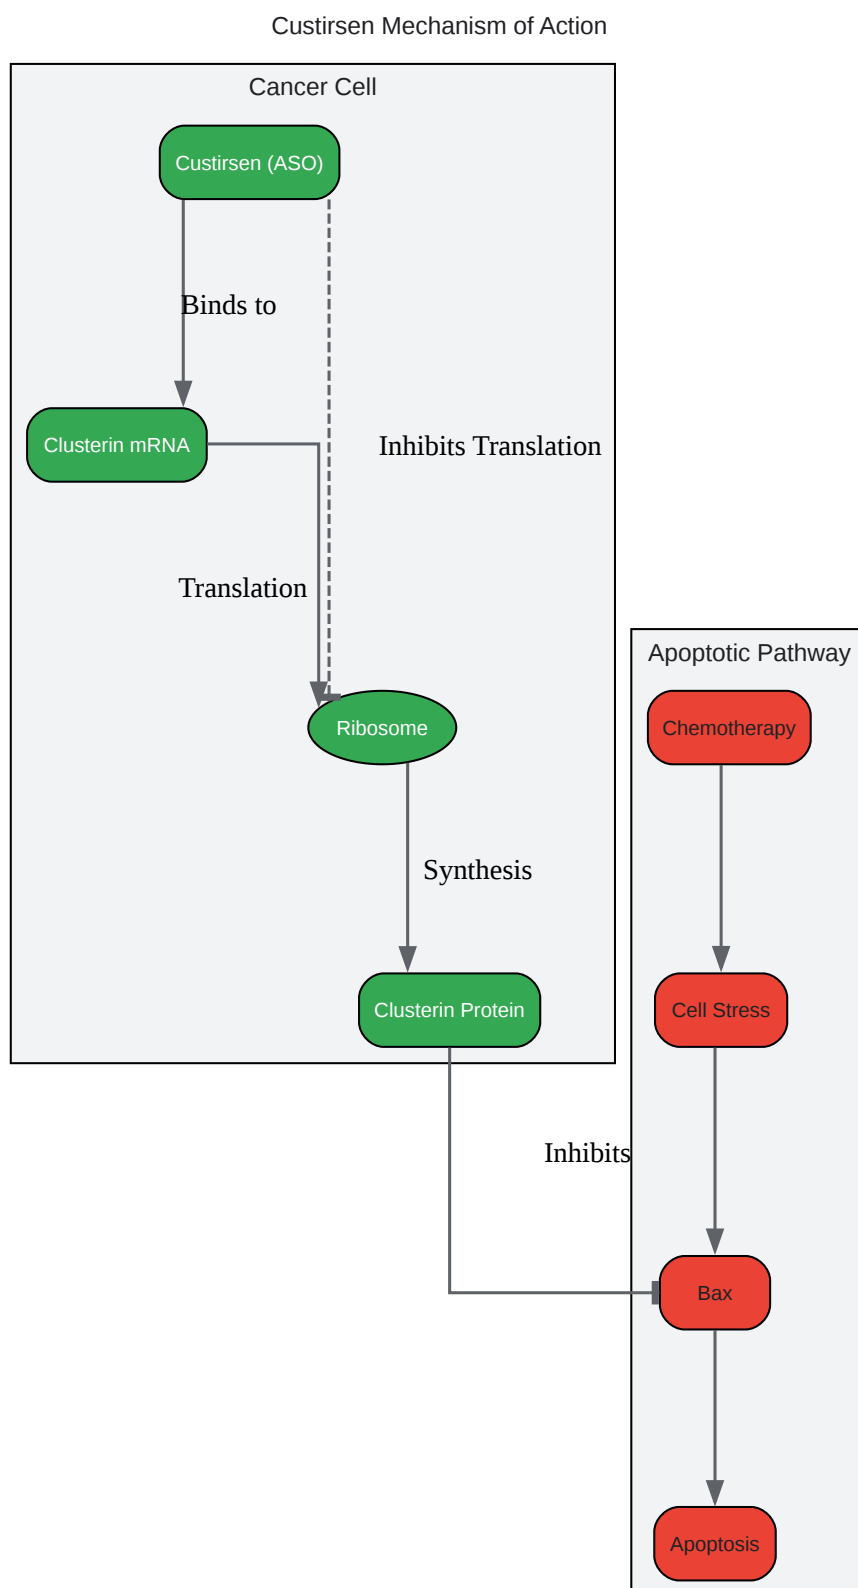 Custirsen Mechanism of Action
Cancer Cell
Custirsen (ASO)
Binds to
Clusterin mRNA
Inhibits Translation
Translation
Ribosome
Synthesis
Clusterin Protein
Apoptotic Pathway
Chemotherapy
Cell Stress
Inhibits
Bax
Apoptosis